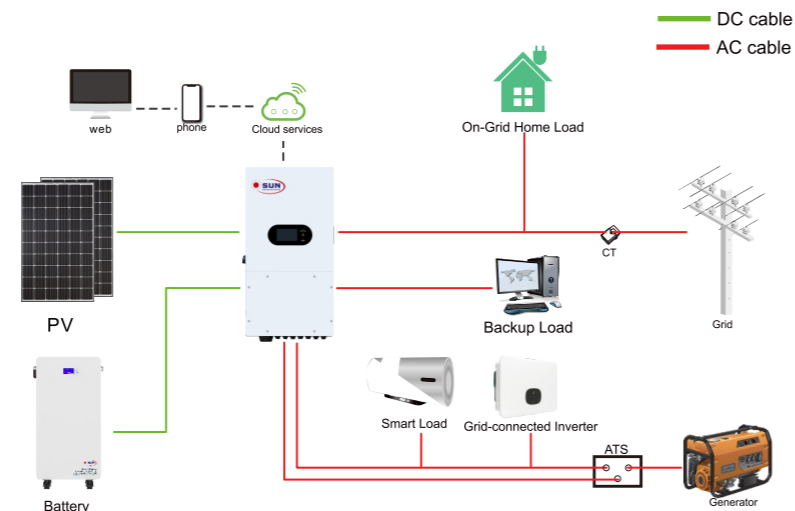 DC cable
AC cable
web
phone
Cloud services
On-Grid Home Load
SUN
CT
PV
Backup Load
Grid
Smart Load
Grid-connected Inverter
ATS
SUN
Battery
Generator